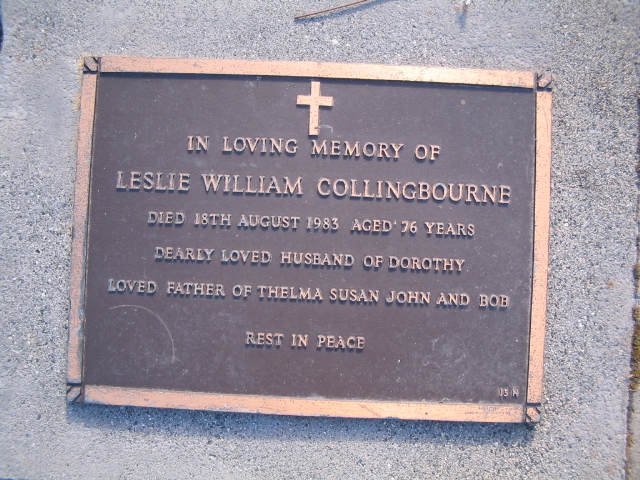 IN LOVING MEMORY OF
LESLIE WILLIAM COLLINGBOURNE
DIED 18TH AUGUST 1983 AGED 76 YEARS
DEARLY LOVED HUSBAND OF DOROTHY
LOVED FATHER OF THELMA SUSAN JOHN AND BOB
REST IN PEACE